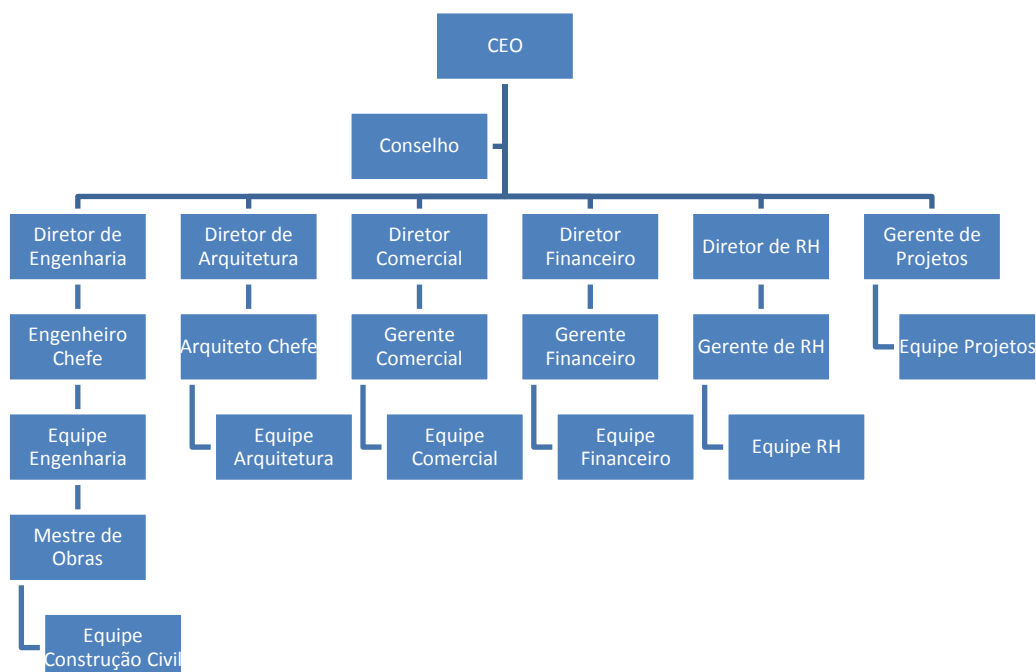 CEO
Conselho
Diretor de
Engenharia
Diretor de
Arquitetura
Diretor
Comercial
Diretor
Financeiro
Diretor de RH
Gerente de
Projetos
Engenheiro
Chefe
Arquiteto Chefe
Gerente
Comercial
Gerente
Financeiro
Gerente de RH
Equipe Projetos
Equipe
Engenharia
Equipe
Arquitetura
Equipe
Comercial
Equipe
Financeiro
Equipe RH
Mestre de
Obras
Equipe
Construção Civil